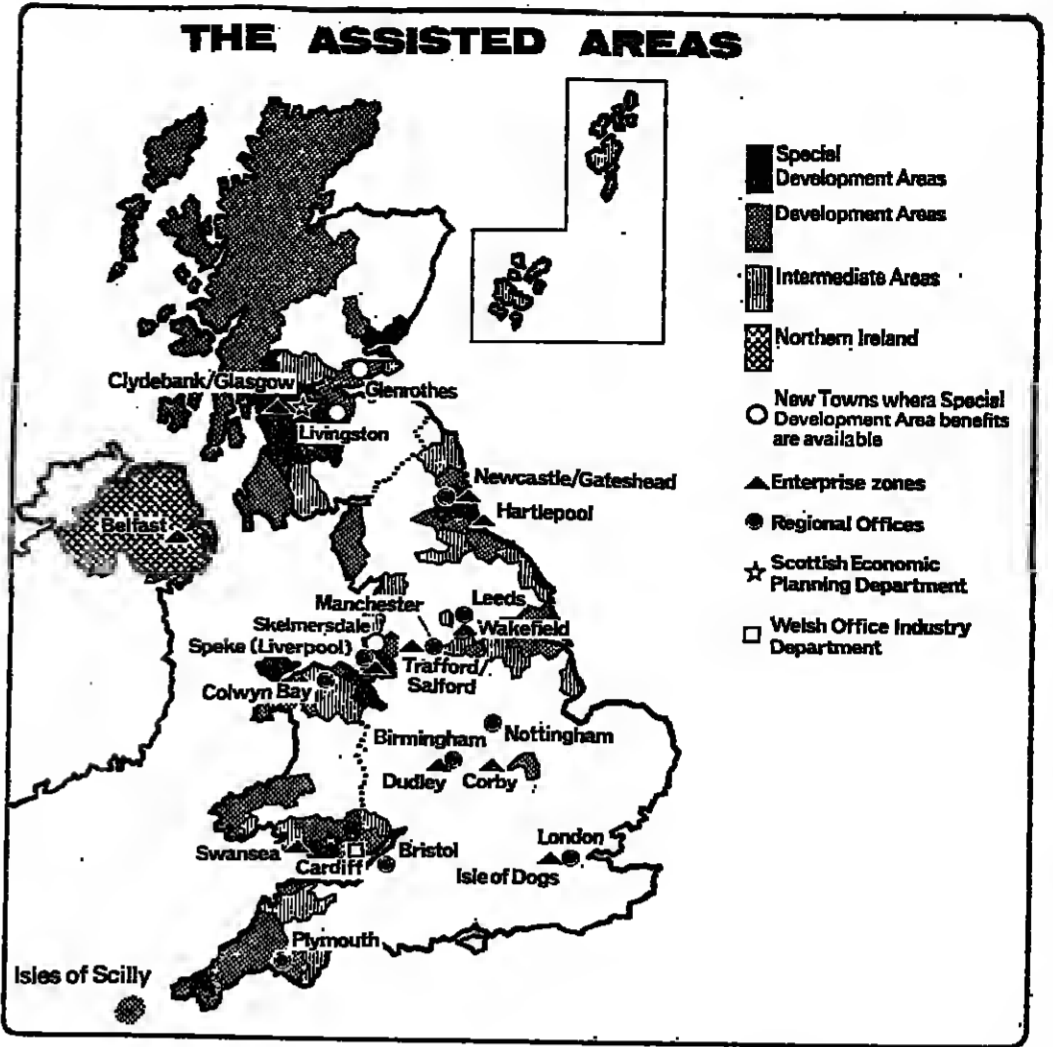 THE ASSISTED AREAS
Special
Development Areas
Development Areas
Intermediate Areas
Northern Ireland
New Towns where Special
Development Area benefits
are available
Enterprise zones
Regional Offices
Scottish Economic
Planning Department
Welsh Office Industry
Department
Clydebank/Glasgow
Glenrothes
Livingston
Newcastle/Gateshead
Hartlepool
Belfast
Manchester
Leeds
Skelmersdale
Wakefield
Speke (Liverpool)
Trafford/
Salford
Colwyn Bay
Birmingham
Nottingham
Dudley
Corby
London
Swansea
Bristol
Cardiff
Isle of Dogs
Plymouth
Isles of Scilly